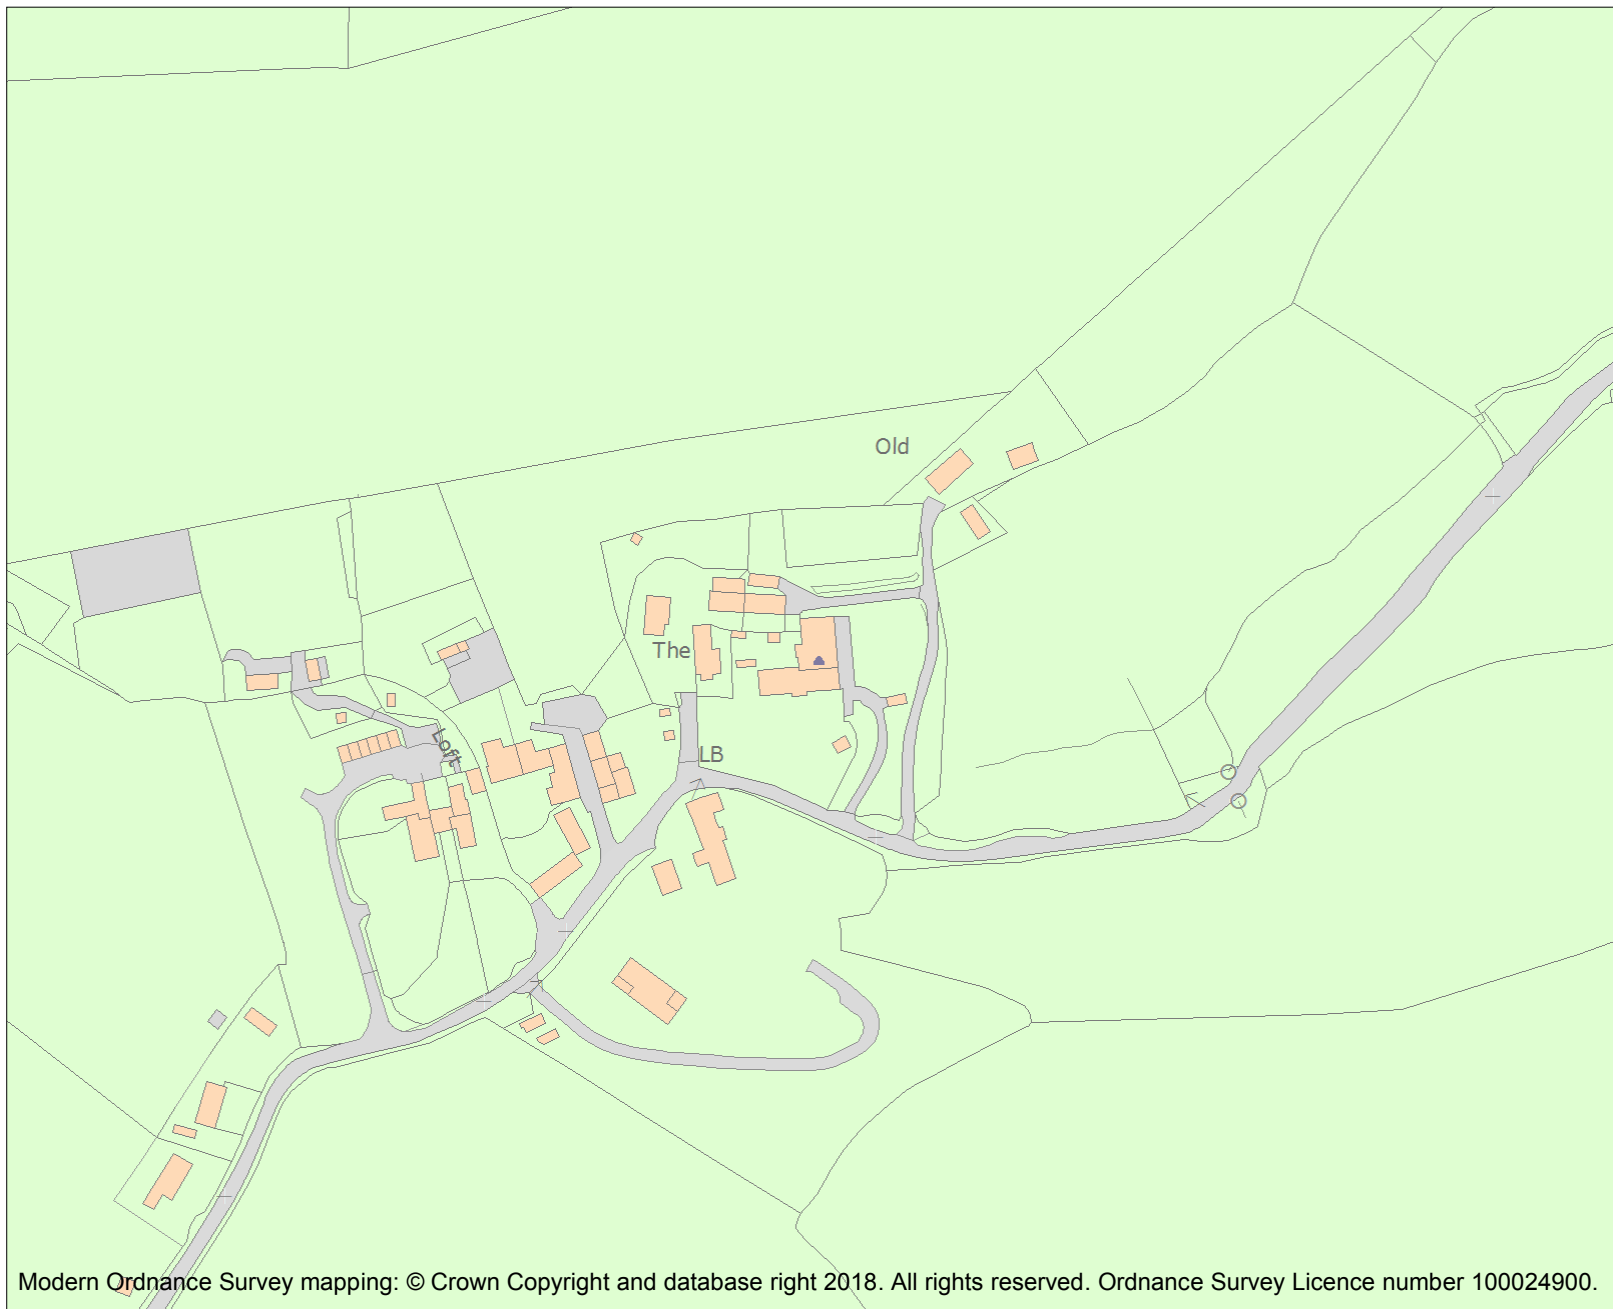 Old
The
Loft
LB
Modern Ordnance Survey mapping: © Crown Copyright and database right 2018. All rights reserved. Ordnance Survey Licence number 100024900.